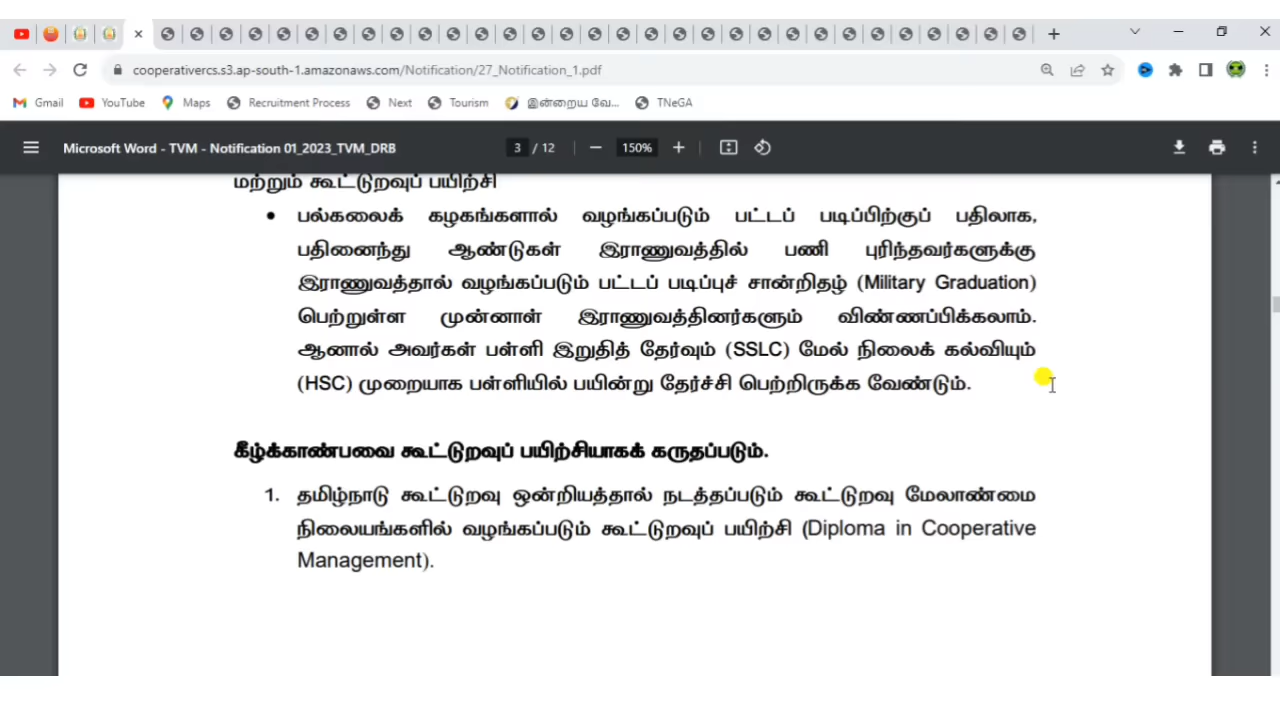 cooperativercs.s3.ap-south-1.amazonaws.com/Notification/27_Notification_1.pdf
Gmail YouTube Maps Recruitment Process Next Tourism இன்றைய வே... TNeGA
Microsoft Word - TVM - Notification 01_2023_TVM_DRB 3 / 12 150%
மற்றும் கூட்டுறவுப் பயிற்சி
• பல்கலைக் கழகங்களால் வழங்கப்படும் பட்டப் படிப்பிற்குப் பதிலாக,
பதினைந்து ஆண்டுகள் இராணுவத்தில் பணி புரிந்தவர்களுக்கு
இராணுவத்தால் வழங்கப்படும் பட்டப் படிப்புச் சான்றிதழ் (Military Graduation)
பெற்றுள்ள முன்னாள் இராணுவத்தினர்களும் விண்ணப்பிக்கலாம்.
ஆனால் அவர்கள் பள்ளி இறுதித் தேர்வும் (SSLC) மேல் நிலைக் கல்வியும்
(HSC) முறையாக பள்ளியில் பயின்று தேர்ச்சி பெற்றிருக்க வேண்டும்.
கீழ்க்காண்பவை கூட்டுறவுப் பயிற்சியாகக் கருதப்படும்.
1. தமிழ்நாடு கூட்டுறவு ஒன்றியத்தால் நடத்தப்படும் கூட்டுறவு மேலாண்மை
நிலையங்களில் வழங்கப்படும் கூட்டுறவுப் பயிற்சி (Diploma in Cooperative
Management).